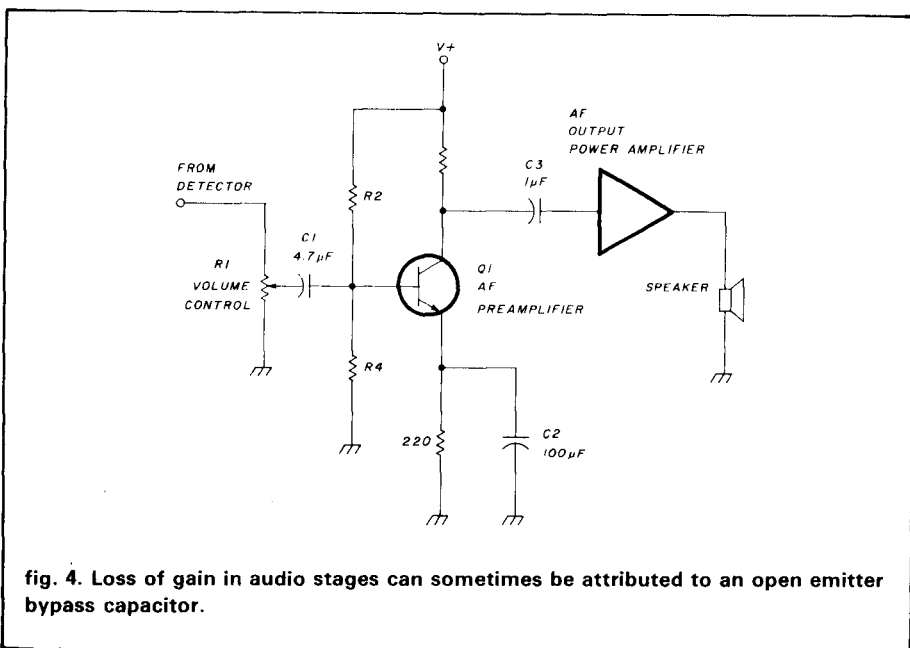 V+
AF
OUTPUT
POWER AMPLIFIER
FROM
DETECTOR
C3
1µF
R2
C1
4.7µF
R1
VOLUME
CONTROL
Q1
AF
PREAMPLIFIER
SPEAKER
R4
220
C2
100µF
fig. 4. Loss of gain in audio stages can sometimes be attributed to an open emitter
bypass capacitor.